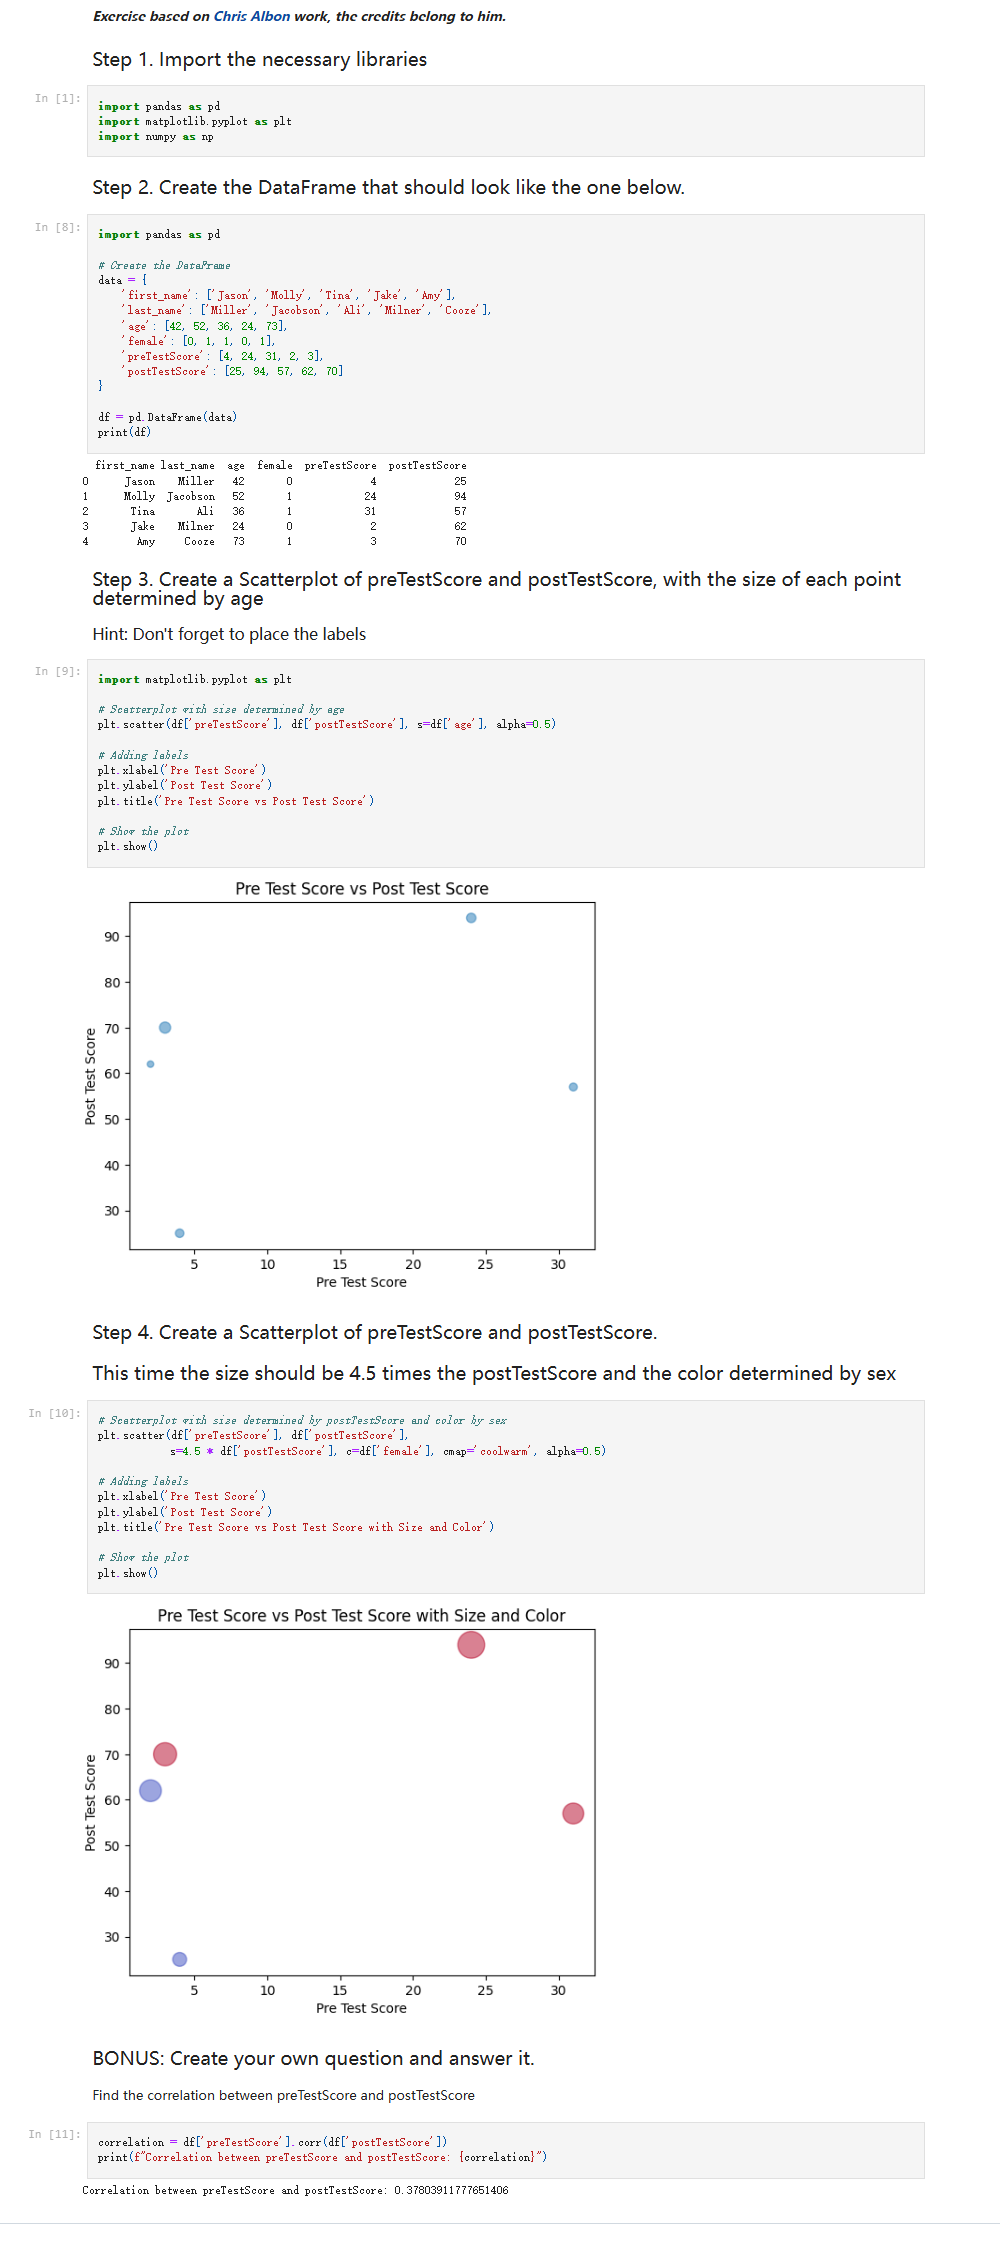 Exercise based on Chris Albon work, the credits belong to him.
Step 1. Import the necessary libraries
In [1]:
import pandas as pd
import matplotlib.pyplot as plt
import numpy as np
Step 2. Create the DataFrame that should look like the one below.
In [8]:
import pandas as pd
# Create the DataFrame
data = {
'first_name': ['Jason', 'Molly', 'Tina', 'Jake', 'Amy'],
'last_name': ['Miller', 'Jacobson', 'Ali', 'Milner', 'Cooze'],
'age': [42, 52, 36, 24, 73],
'female': [0, 1, 1, 0, 1],
'preTestScore': [4, 24, 31, 2, 3],
'postTestScore': [25, 94, 57, 62, 70]
}
df = pd.DataFrame(data)
print(df)
first_name last_name age female preTestScore postTestScore
0 Jason Miller 42 0 4 25
1 Molly Jacobson 52 1 24 94
2 Tina Ali 36 1 31 57
3 Jake Milner 24 0 2 62
4 Amy Cooze 73 1 3 70
Step 3. Create a Scatterplot of preTestScore and postTestScore, with the size of each point
determined by age
Hint: Don't forget to place the labels
In [9]:
import matplotlib.pyplot as plt
# Scatterplot with size determined by age
plt.scatter(df['preTestScore'], df['postTestScore'], s=df['age'], alpha=0.5)
# Adding labels
plt.xlabel('Pre Test Score')
plt.ylabel('Post Test Score')
plt.title('Pre Test Score vs Post Test Score')
# Show the plot
plt.show()
Pre Test Score vs Post Test Score
90
80
70
60
50
40
30
Post Test Score
5 10 15 20 25 30
Pre Test Score
Step 4. Create a Scatterplot of preTestScore and postTestScore.
This time the size should be 4.5 times the postTestScore and the color determined by sex
In [10]:
# Scatterplot with size determined by postTestScore and color by sex
plt.scatter(df['preTestScore'], df['postTestScore'],
s=4.5 * df['postTestScore'], c=df['female'], cmap='coolwarm', alpha=0.5)
# Adding labels
plt.xlabel('Pre Test Score')
plt.ylabel('Post Test Score')
plt.title('Pre Test Score vs Post Test Score with Size and Color')
# Show the plot
plt.show()
Pre Test Score vs Post Test Score with Size and Color
90
80
70
60
50
40
30
Post Test Score
5 10 15 20 25 30
Pre Test Score
BONUS: Create your own question and answer it.
Find the correlation between preTestScore and postTestScore
In [11]:
correlation = df['preTestScore'].corr(df['postTestScore'])
print(f"Correlation between preTestScore and postTestScore: {correlation}")
Correlation between preTestScore and postTestScore: 0.37803911777651406